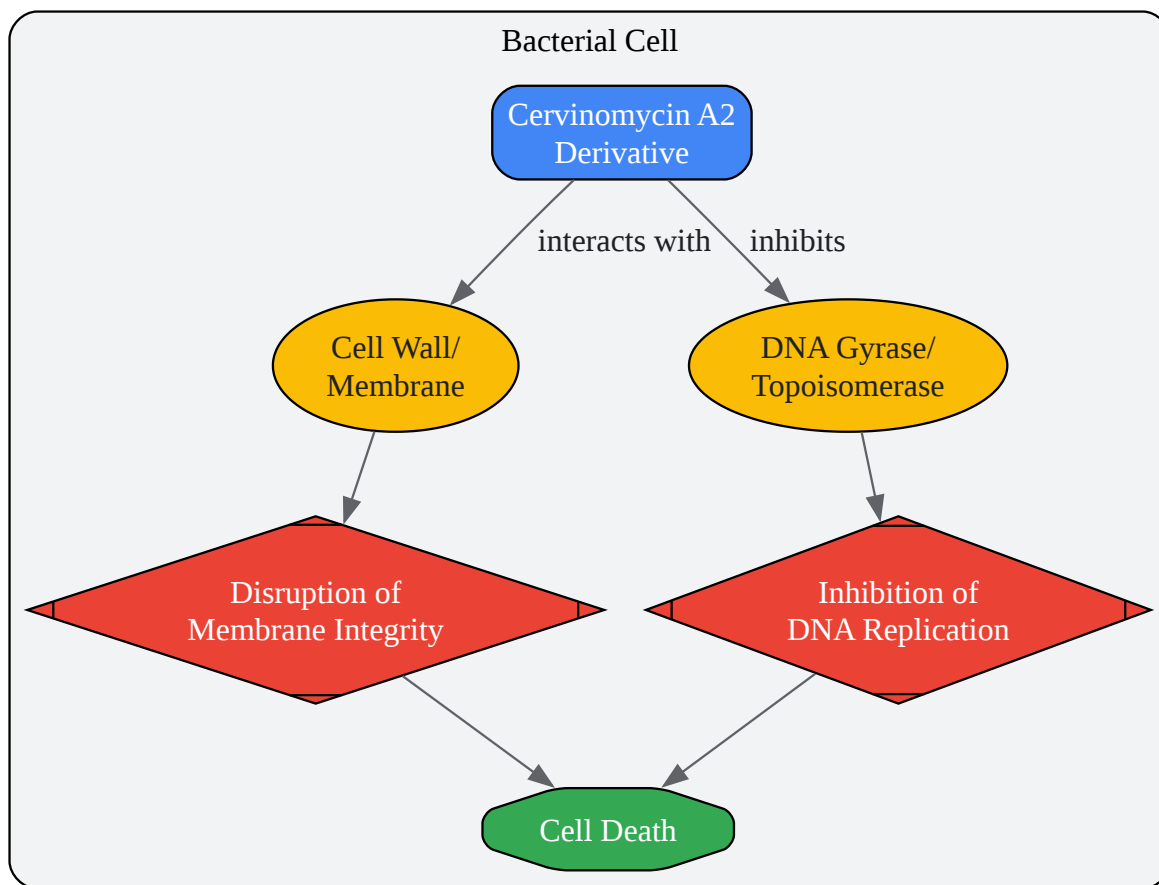 Bacterial Cell
Cervinomycin A2
Derivative
interacts with
inhibits
Cell Wall/
Membrane
DNA Gyrase/
Topoisomerase
Disruption of
Membrane Integrity
Inhibition of
DNA Replication
Cell Death